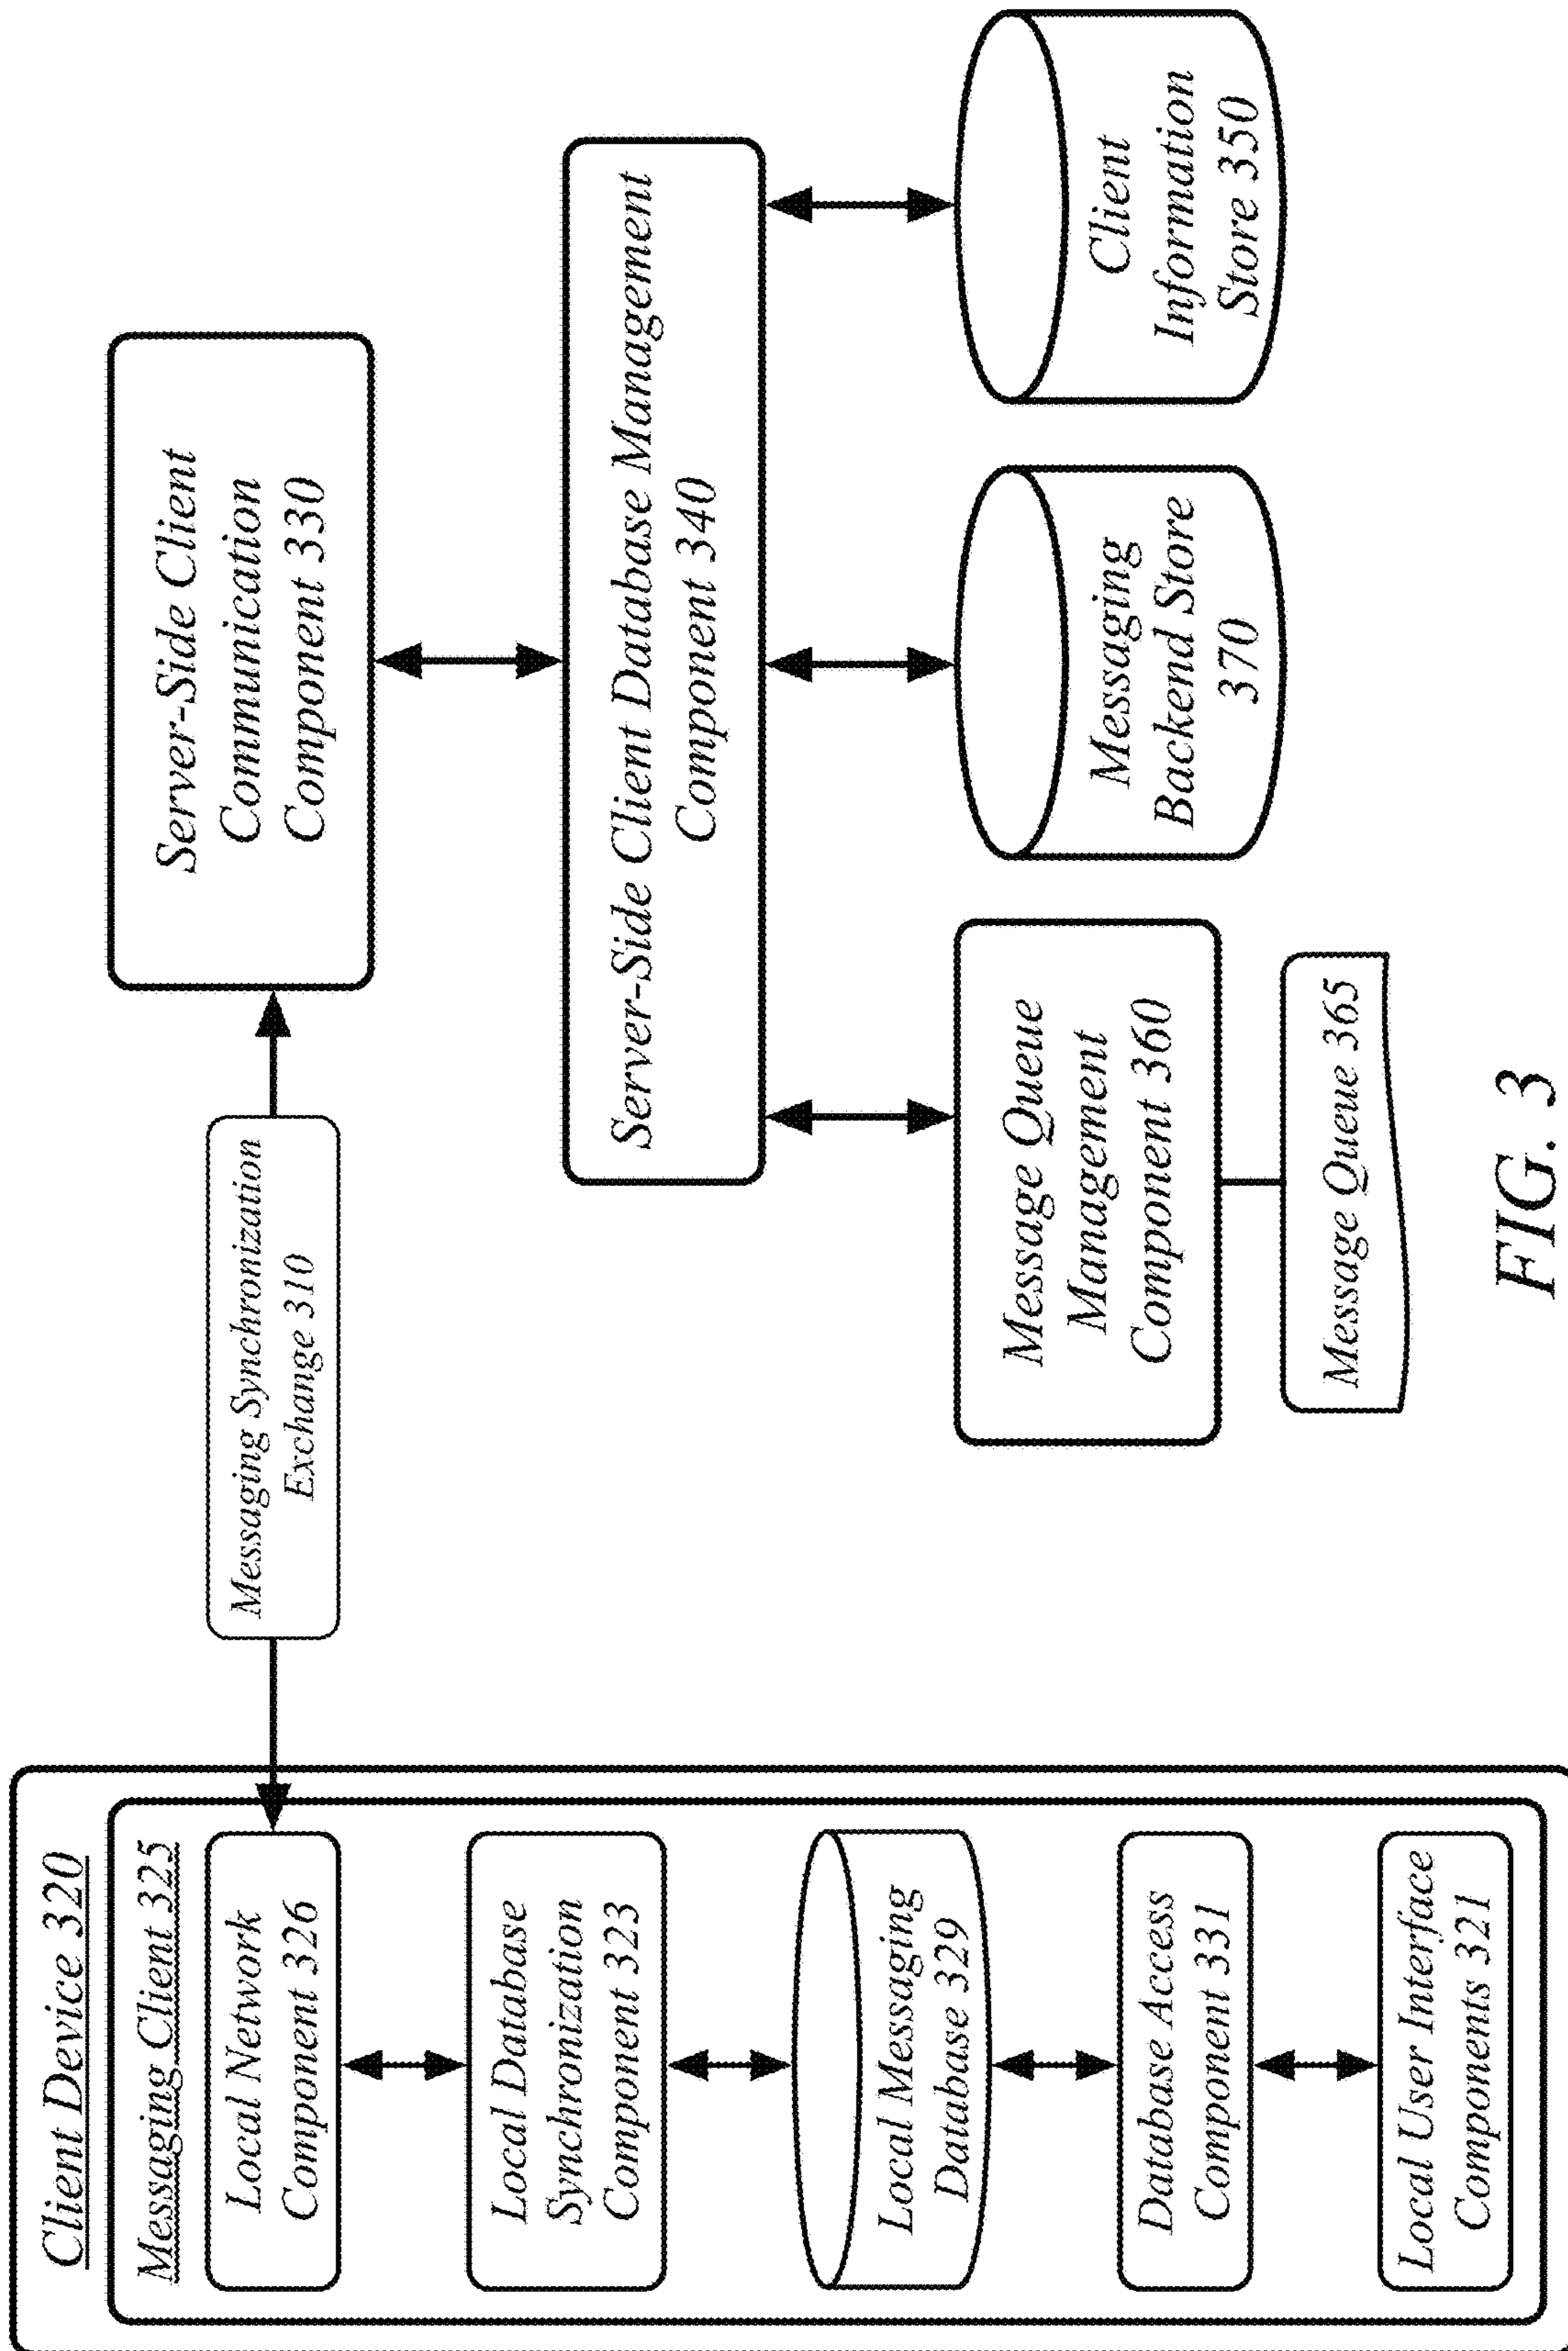 Client Device 320
Messaging Client 325
Local Network
Component 326
Local Database
Synchronization
Component 323
Local Messaging
Database 329
Database Access
Component 331
Local User Interface
Components 321
Messaging Synchronization
Exchange 310
Server-Side Client
Communication
Component 330
Server-Side Client Database Management
Component 340
Message Queue
Management
Component 360
Message Queue 365
Messaging
Backend Store
370
Client
Information
Store 350
FIG. 3